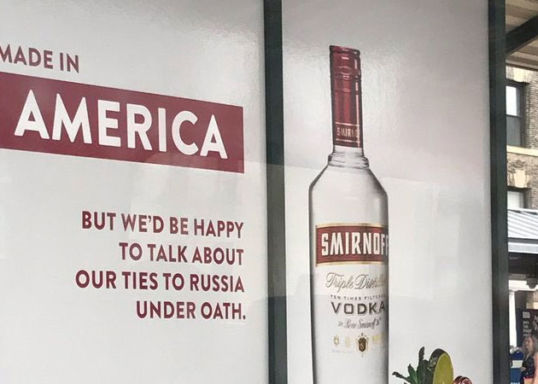 MADE IN
AMERICA
BUT WE'D BE HAPPY
TO TALK ABOUT
OUR TIES TO RUSSIA
UNDER OATH.
SMIRNOFF
Triple Distilled
TEN TIMES FILTERED
VODKA